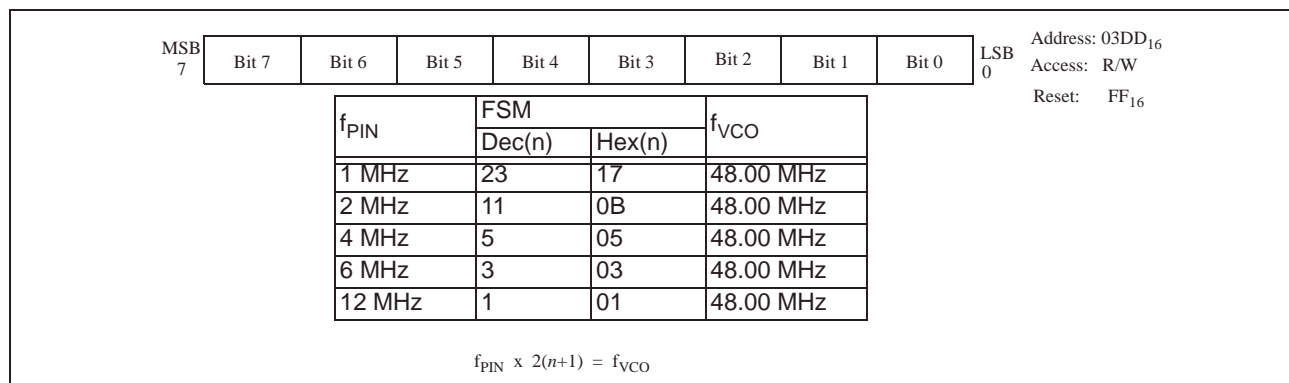 MSB 7 Bit 7 Bit 6 Bit 5 Bit 4 Bit 3 Bit 2 Bit 1 Bit 0 LSB 0
Address: 03DD16
Access: R/W
Reset: FF16
fPIN FSM fVCO
Dec(n) Hex(n)
1 MHz 23 17 48.00 MHz
2 MHz 11 0B 48.00 MHz
4 MHz 5 05 48.00 MHz
6 MHz 3 03 48.00 MHz
12 MHz 1 01 48.00 MHz
fPIN x 2(n+1) = fVCO